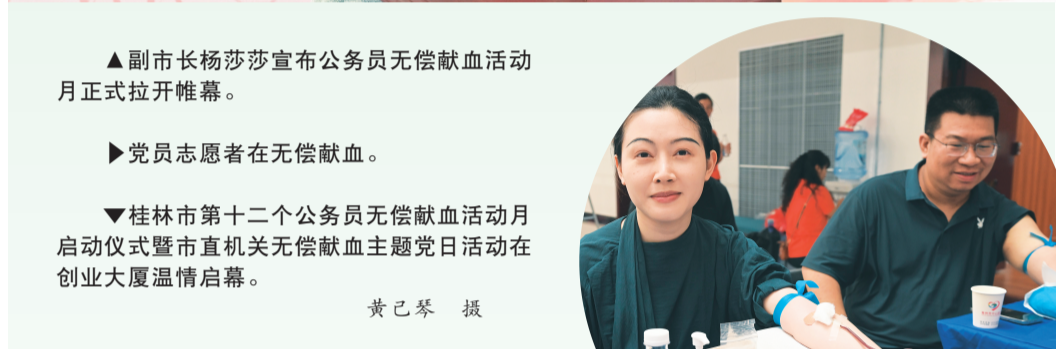 ▲副市长杨莎莎宣布公务员无偿献血活动
月正式拉开帷幕。
▶党员志愿者在无偿献血。
▼桂林市第十二个公务员无偿献血活动月
启动仪式暨市直机关无偿献血主题党日活动在
创业大厦温情启幕。
黄已琴 摄